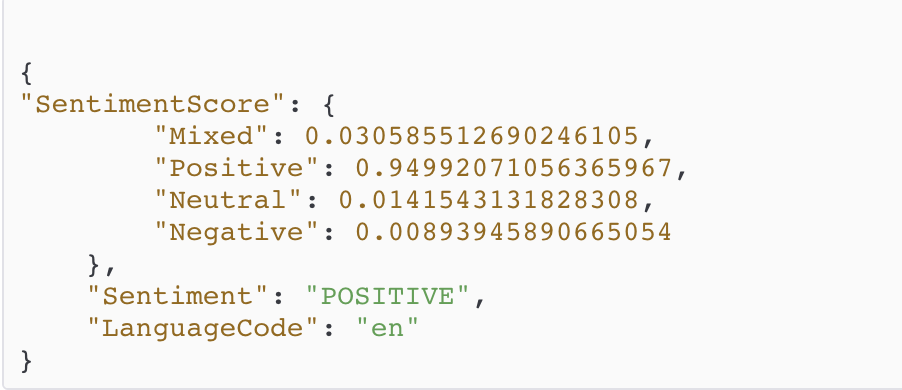 {
"SentimentScore": {
        "Mixed": 0.030585512690246105,
        "Positive": 0.94992071056365967,
        "Neutral": 0.0141543131828308,
        "Negative": 0.00893945890665054
    },
    "Sentiment": "POSITIVE",
    "LanguageCode": "en"
}